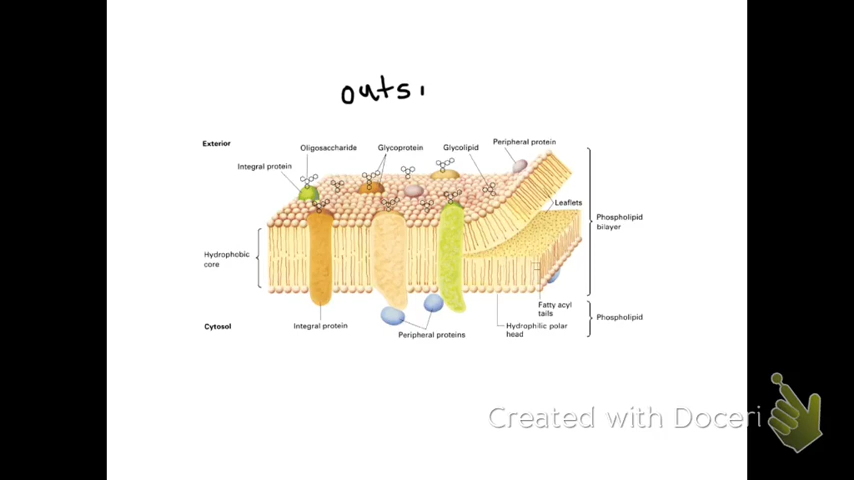 outsi
Exterior
Oligosaccharide
Glycoprotein
Glycolipid
Peripheral protein
Integral protein
Leaflets
Phospholipid
bilayer
Hydrophobic
core
Fatty acyl
tails
Phospholipid
Cytosol
Integral protein
Peripheral proteins
Hydrophilic polar
head
Created with Doceri